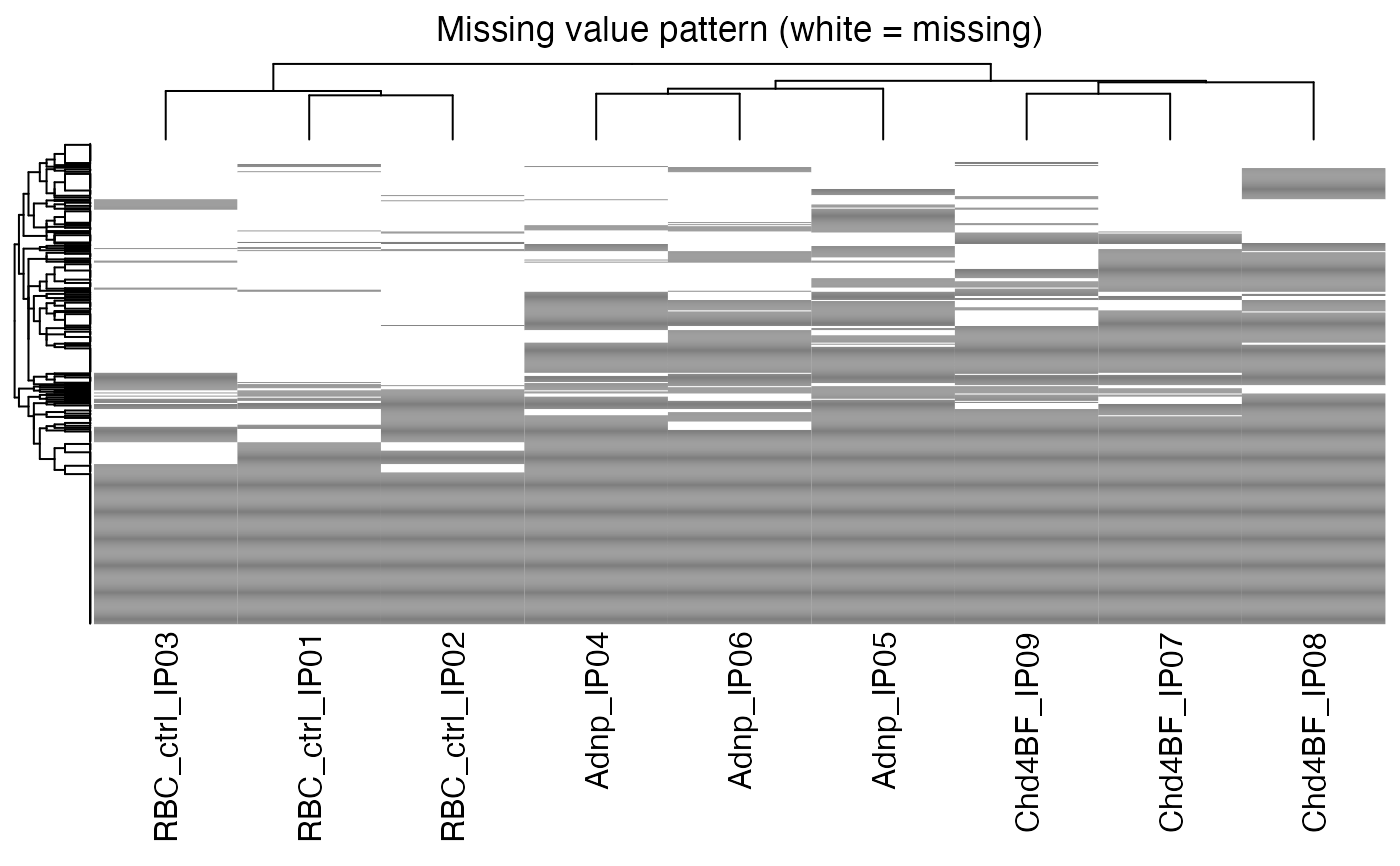 Missing value pattern (white = missing)
RBC_ctrl_IP03
RBC_ctrl_IP01
RBC_ctrl_IP02
Adnp_IP04
Adnp_IP06
Adnp_IP05
Chd4BF_IP09
Chd4BF_IP07
Chd4BF_IP08